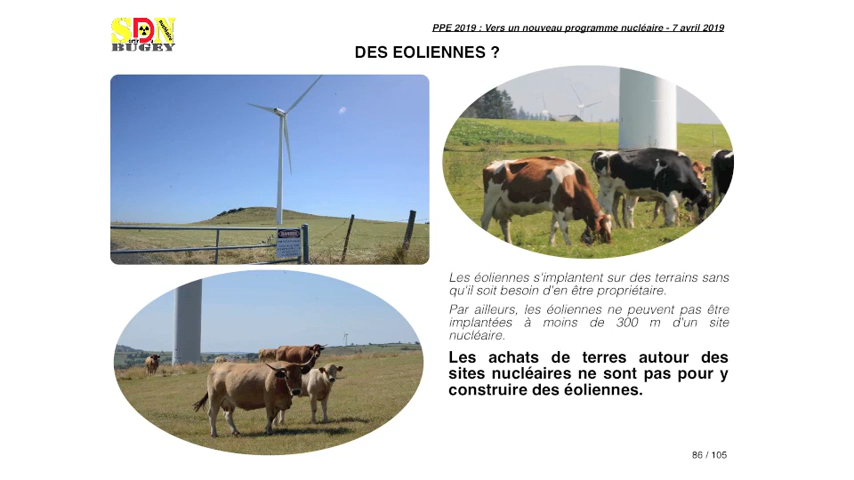 SDN
BUGEY
PPE 2019 : Vers un nouveau programme nucléaire - 7 avril 2019
DES EOLIENNES ?
Les éoliennes s'implantent sur des terrains sans
qu'il soit besoin d'en être propriétaire.
Par ailleurs, les éoliennes ne peuvent pas être
implantées à moins de 300 m d'un site
nucléaire.
Les achats de terres autour des
sites nucléaires ne sont pas pour y
construire des éoliennes.
86 / 105